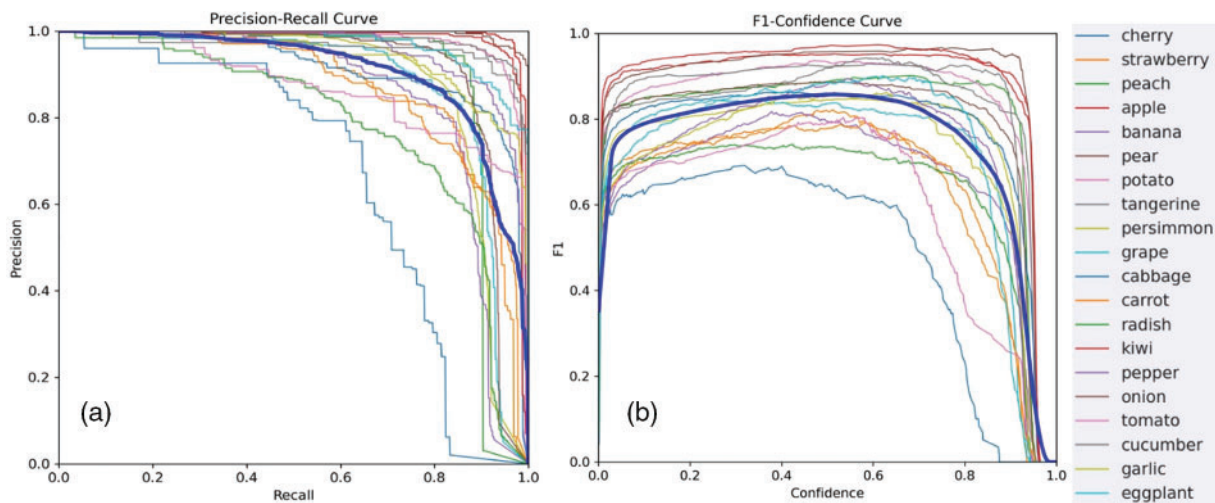 Precision-Recall Curve
1.0
0.8
0.6
0.4
0.2
0.0
Precision
(a)
0.0
0.2
0.4
0.6
0.8
1.0
Recall
F1-Confidence Curve
1.0
0.8
0.6
0.4
0.2
0.0
F1
(b)
0.0
0.2
0.4
0.6
0.8
1.0
Confidence
cherry
strawberry
peach
apple
banana
pear
potato
tangerine
persimmon
grape
cabbage
carrot
radish
kiwi
pepper
onion
tomato
cucumber
garlic
eggplant